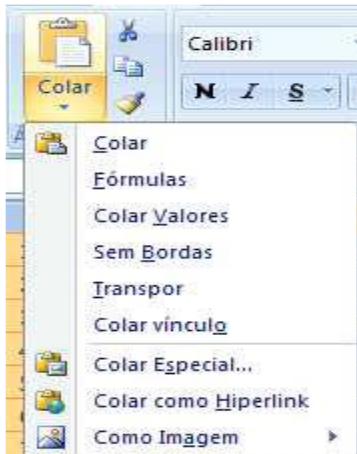 Calibri
Colar
N I S
Colar
Fórmulas
Colar Valores
Sem Bordas
Transpor
Colar vínculo
Colar Especial...
Colar como Hiperlink
Como Imagem